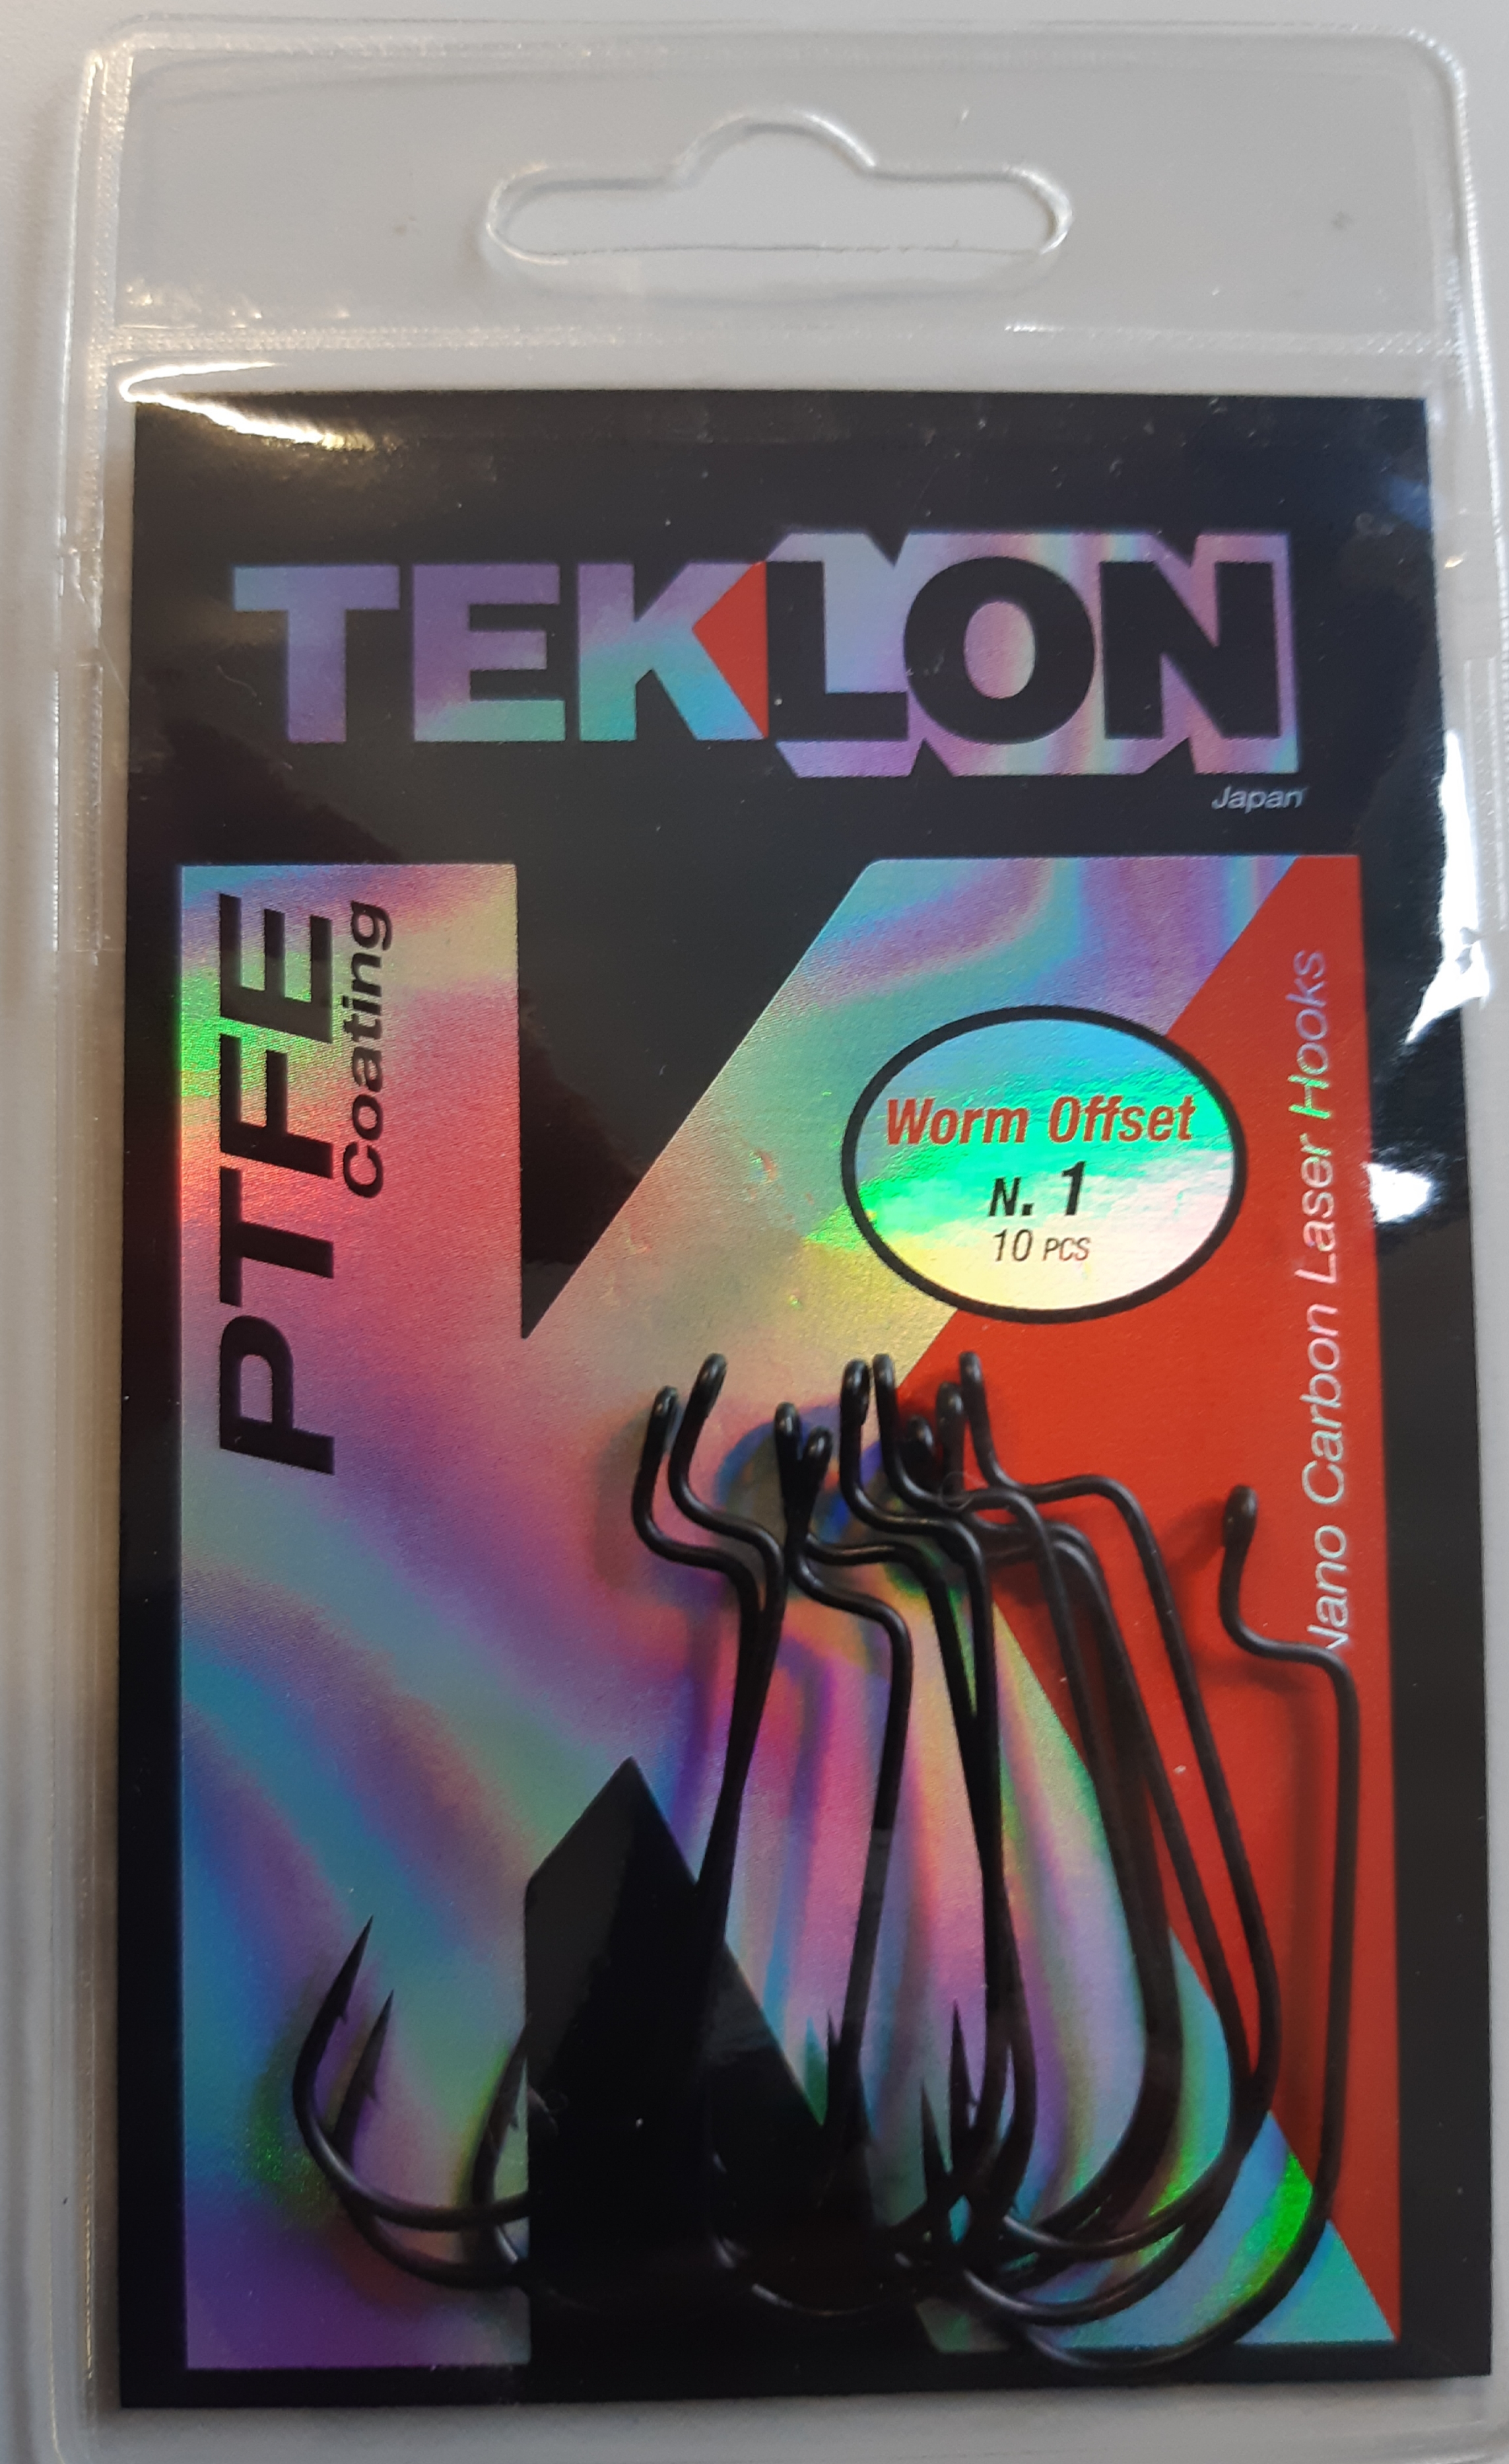 TEKLON
Japan
PTFE
Coating
Worm Offset
N. 1
10 PCS
Nano Carbon Laser Hooks